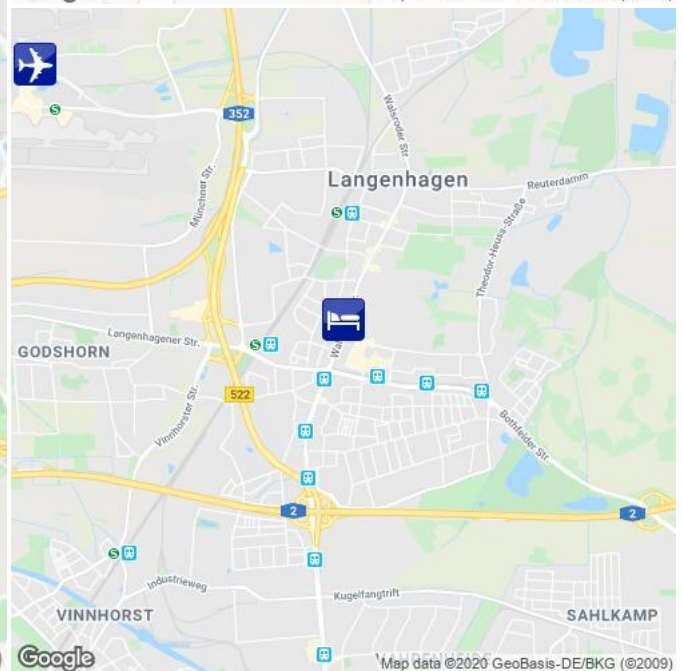 S
352
Walsroder Str
Langenhagen
Reuterdamm
Münchner Str.
S
Theodor-Heuss-Straße
Langenhagener Str.
S
GODSHORN
522
Vinnhorster Str.
Bothfelder Str.
2
2
S
Industrieweg
Kugelfangtrift
VINNHORST
SAHLKAMP
Google
Map data ©2020 GeoBasis-DE/BKG (©2009)